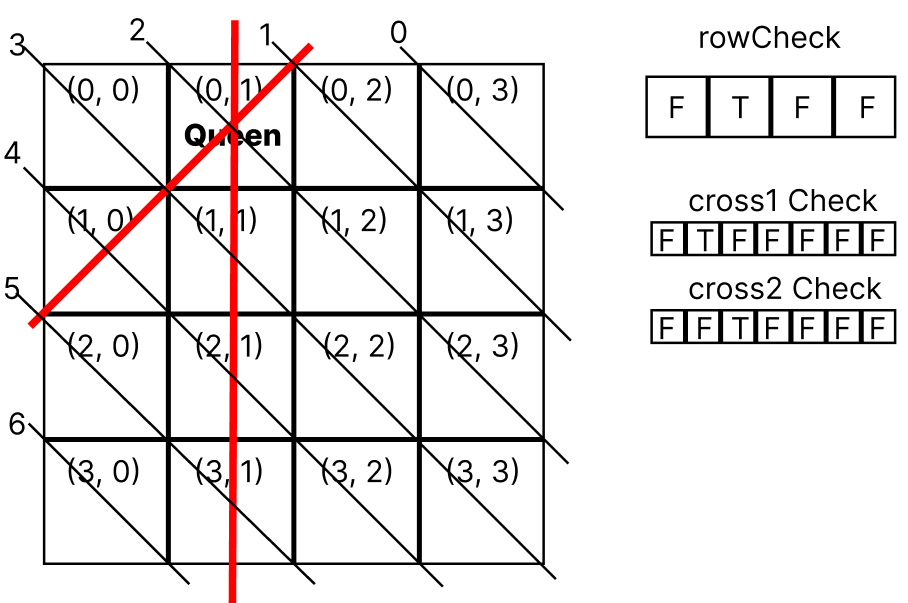 3 2 1 0
(0, 0) (0, 1) (0, 2) (0, 3)
Queen
4
(1, 0) (1, 1) (1, 2) (1, 3)
5
(2, 0) (2, 1) (2, 2) (2, 3)
6
(3, 0) (3, 1) (3, 2) (3, 3)
rowCheck
F T F F
cross1 Check
F T F F F F F
cross2 Check
F F T F F F F